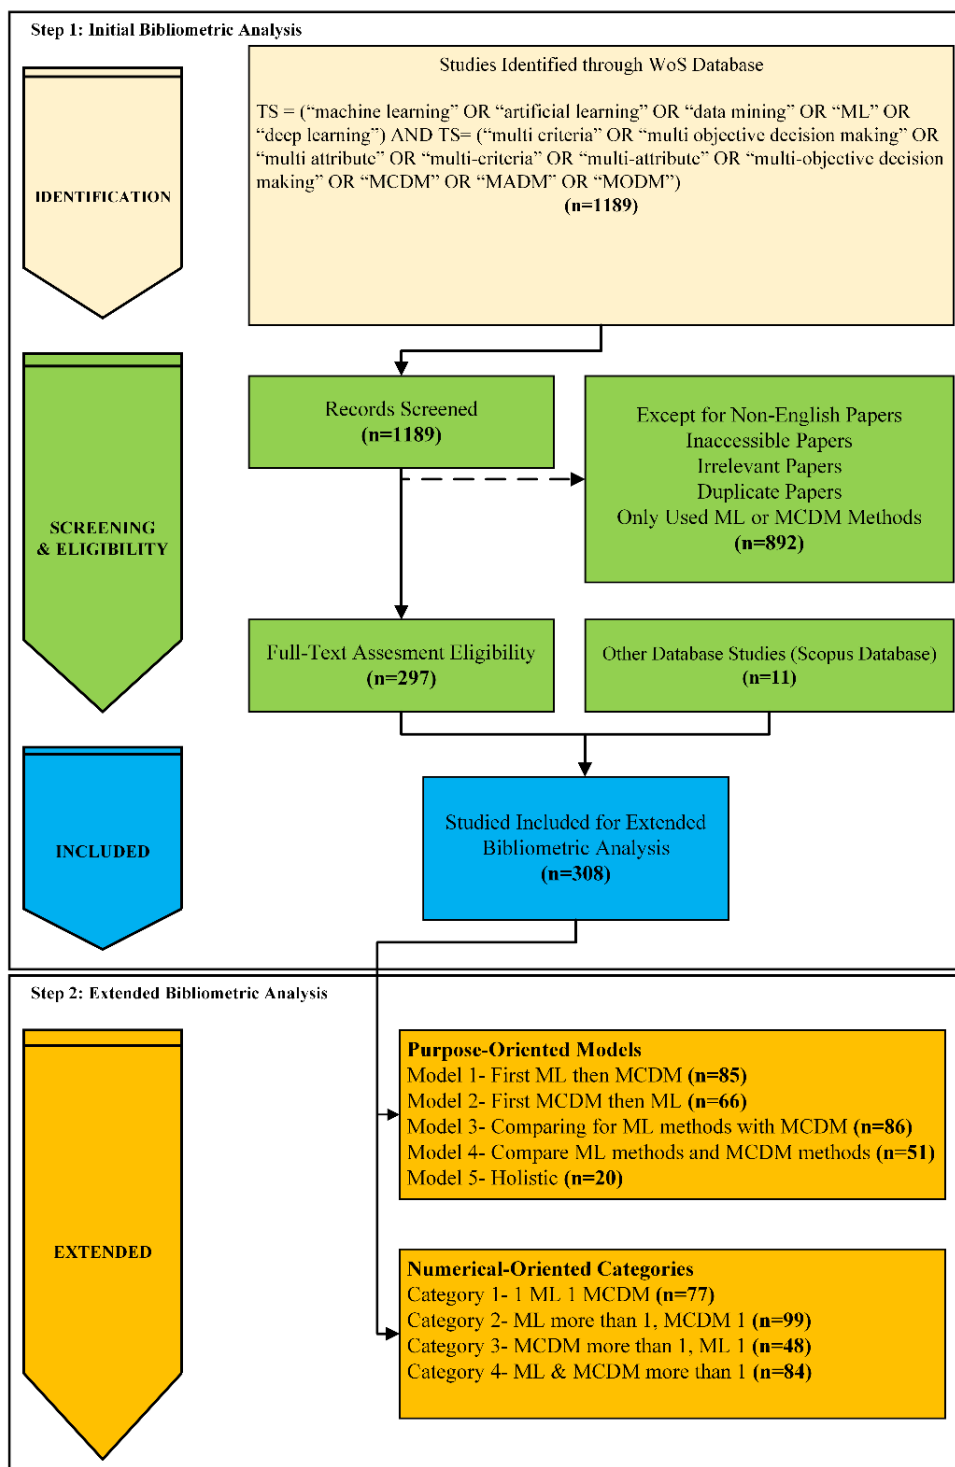 Step 1: Initial Bibliometric Analysis
IDENTIFICATION
Studies Identified through WoS Database
TS = (“machine learning” OR “artificial learning” OR “data mining” OR “ML” OR
“deep learning”) AND TS= (“multi criteria” OR “multi objective decision making” OR
“multi attribute” OR “multi-criteria” OR “multi-attribute” OR “multi-objective decision
making” OR “MCDM” OR “MADM” OR “MODM”)
(n=1189)
SCREENING
& ELIGIBILITY
Records Screened
(n=1189)
Except for Non-English Papers
Inaccessible Papers
Irrelevant Papers
Duplicate Papers
Only Used ML or MCDM Methods
(n=892)
Full-Text Assesment Eligibility
(n=297)
Other Database Studies (Scopus Database)
(n=11)
INCLUDED
Studied Included for Extended
Bibliometric Analysis
(n=308)
Step 2: Extended Bibliometric Analysis
EXTENDED
Purpose-Oriented Models
Model 1- First ML then MCDM (n=85)
Model 2- First MCDM then ML (n=66)
Model 3- Comparing for ML methods with MCDM (n=86)
Model 4- Compare ML methods and MCDM methods (n=51)
Model 5- Holistic (n=20)
Numerical-Oriented Categories
Category 1- 1 ML 1 MCDM (n=77)
Category 2- ML more than 1, MCDM 1 (n=99)
Category 3- MCDM more than 1, ML 1 (n=48)
Category 4- ML & MCDM more than 1 (n=84)